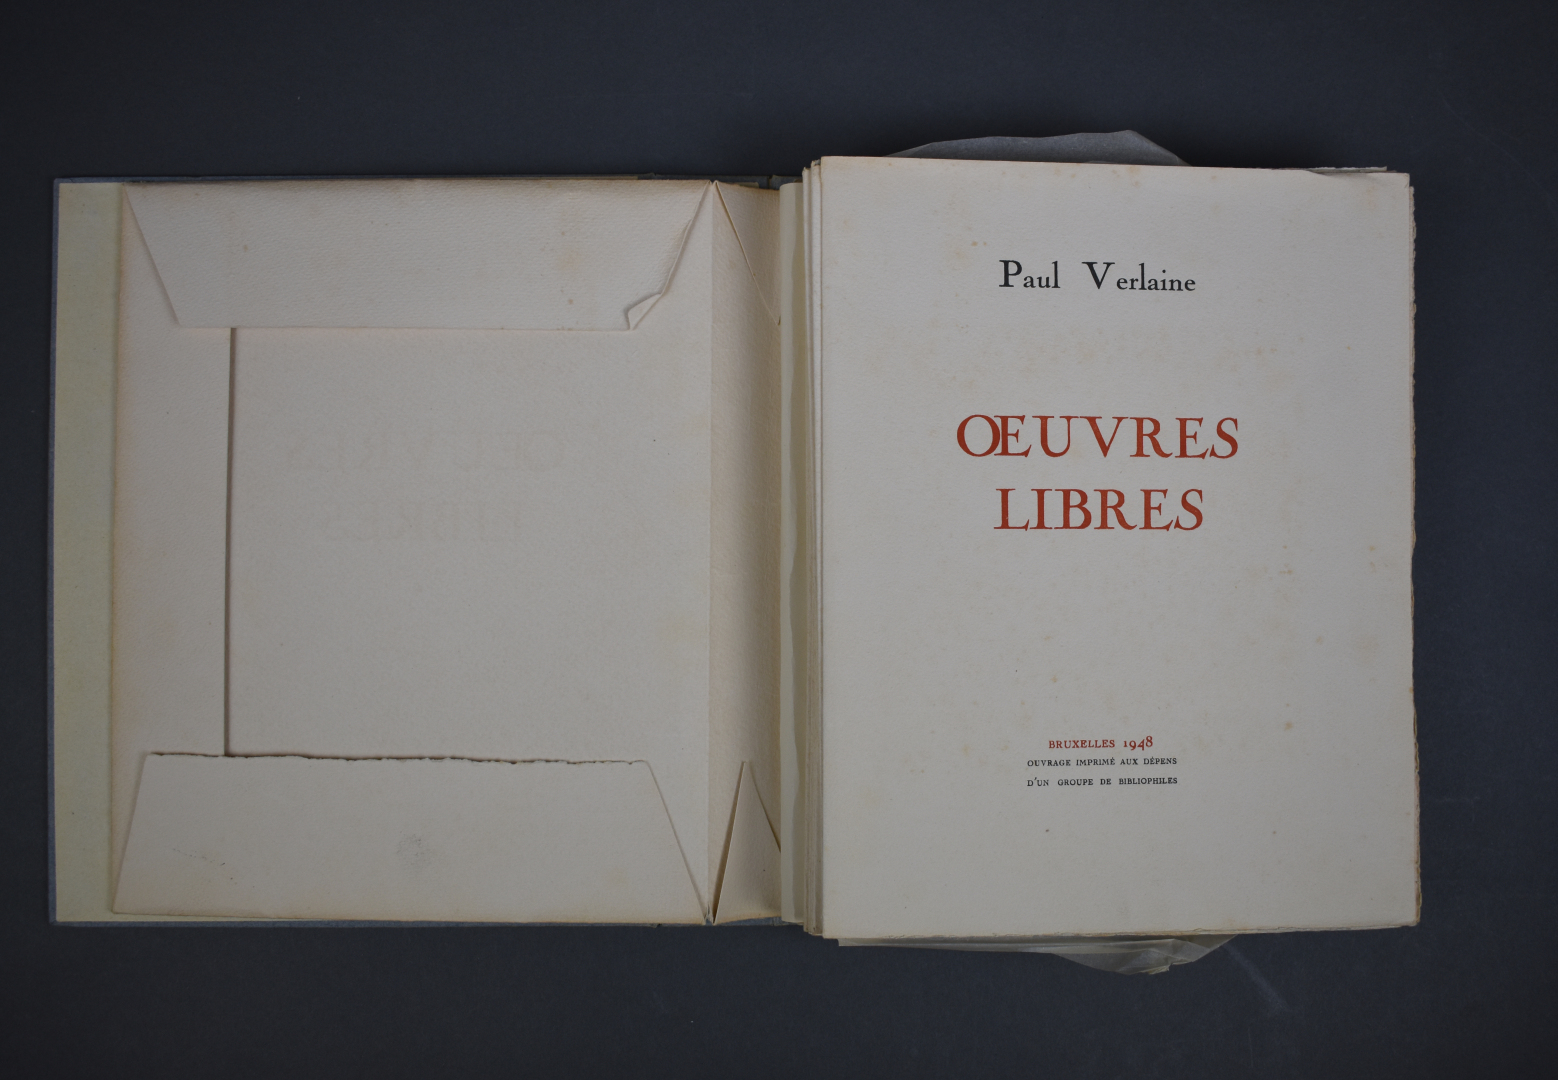 Paul Verlaine
ŒUVRES
LIBRES
BRUXELLES 1948
OUVRAGE IMPRIMÉ AUX DÉPENS
D'UN GROUPE DE BIBLIOPHILES